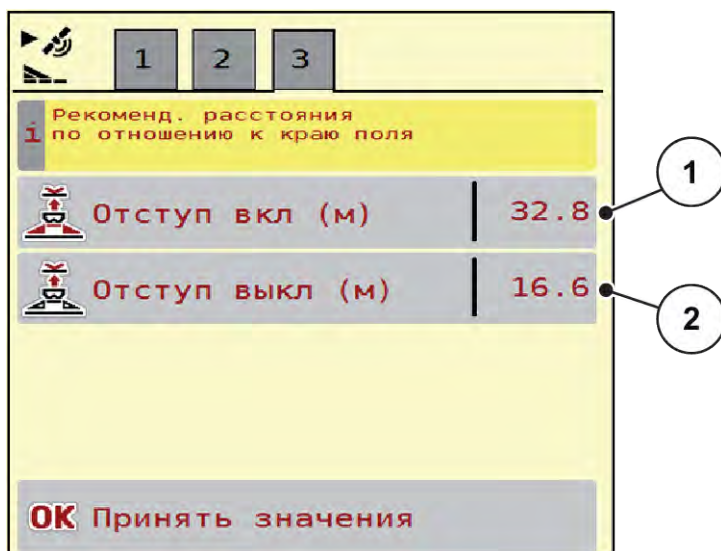 1 2 3
i Рекоменд. расстояния
по отношению к краю поля
Отступ вкл (м) 32.8
1
Отступ выкл (м) 16.6
2
OK Принять значения